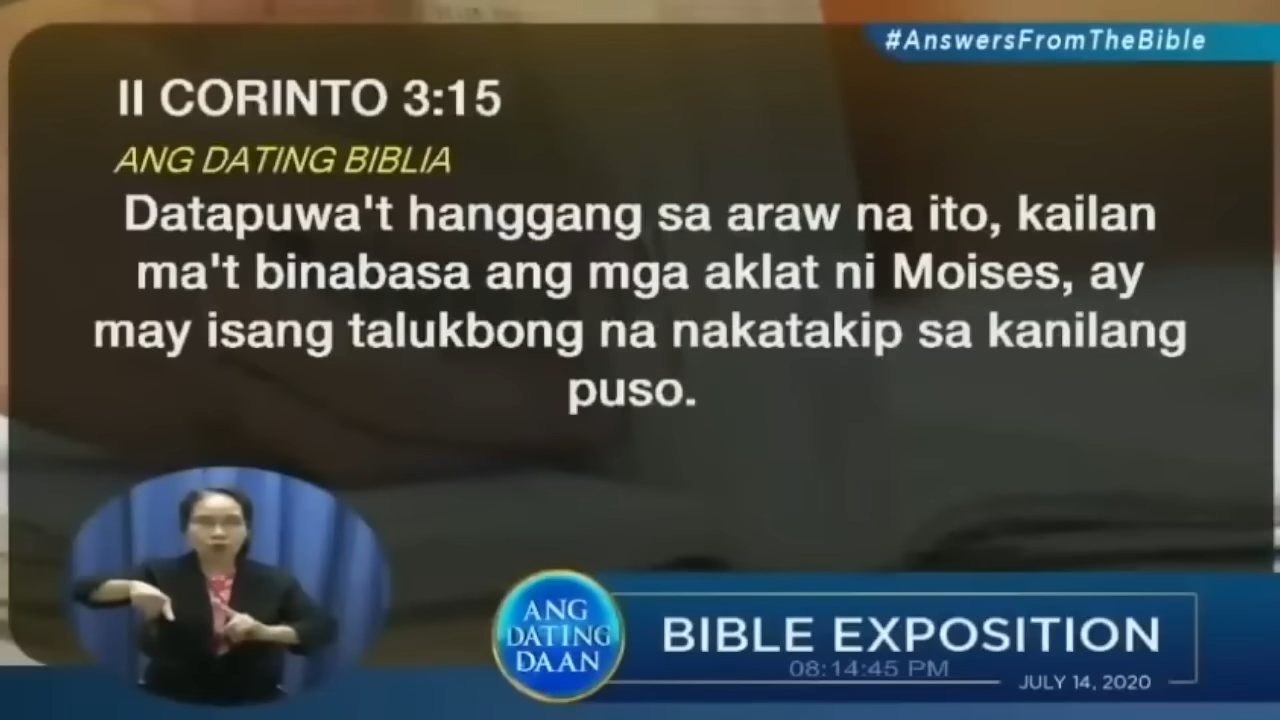 #AnswersFromTheBible
II CORINTO 3:15
ANG DATING BIBLIA
Datapuwa't hanggang sa araw na ito, kailan
ma't binabasa ang mga aklat ni Moises, ay
may isang talukbong na nakatakip sa kanilang
puso.
ANG
DATING
DAAN
BIBLE EXPOSITION
08:14:45 PM
JULY 14, 2020